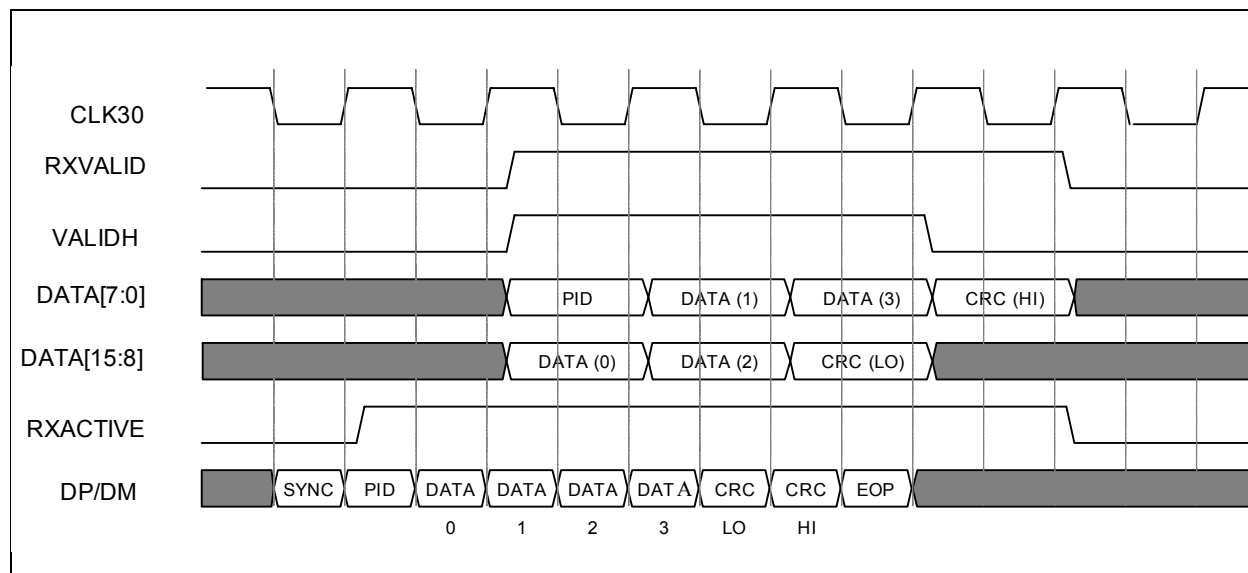 CLK30
RXVALID
VALIDH
DATA[7:0] PID DATA (1) DATA (3) CRC (HI)
DATA[15:8] DATA (0) DATA (2) CRC (LO)
RXACTIVE
DP/DM SYNC PID DATA DATA DATA DATA CRC CRC EOP
0 1 2 3 LO HI